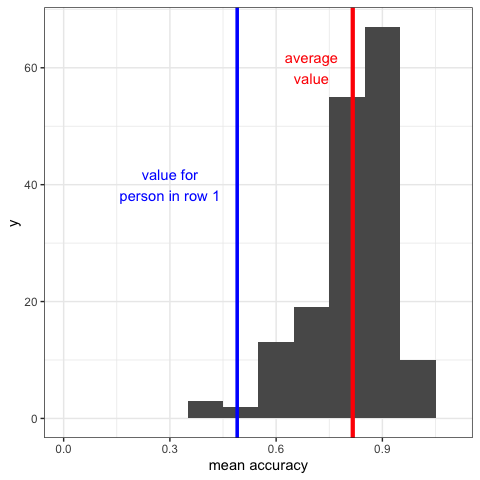 average
value
value for
person in row 1
60
40
20
0
y
0.0
0.3
0.6
0.9
mean accuracy